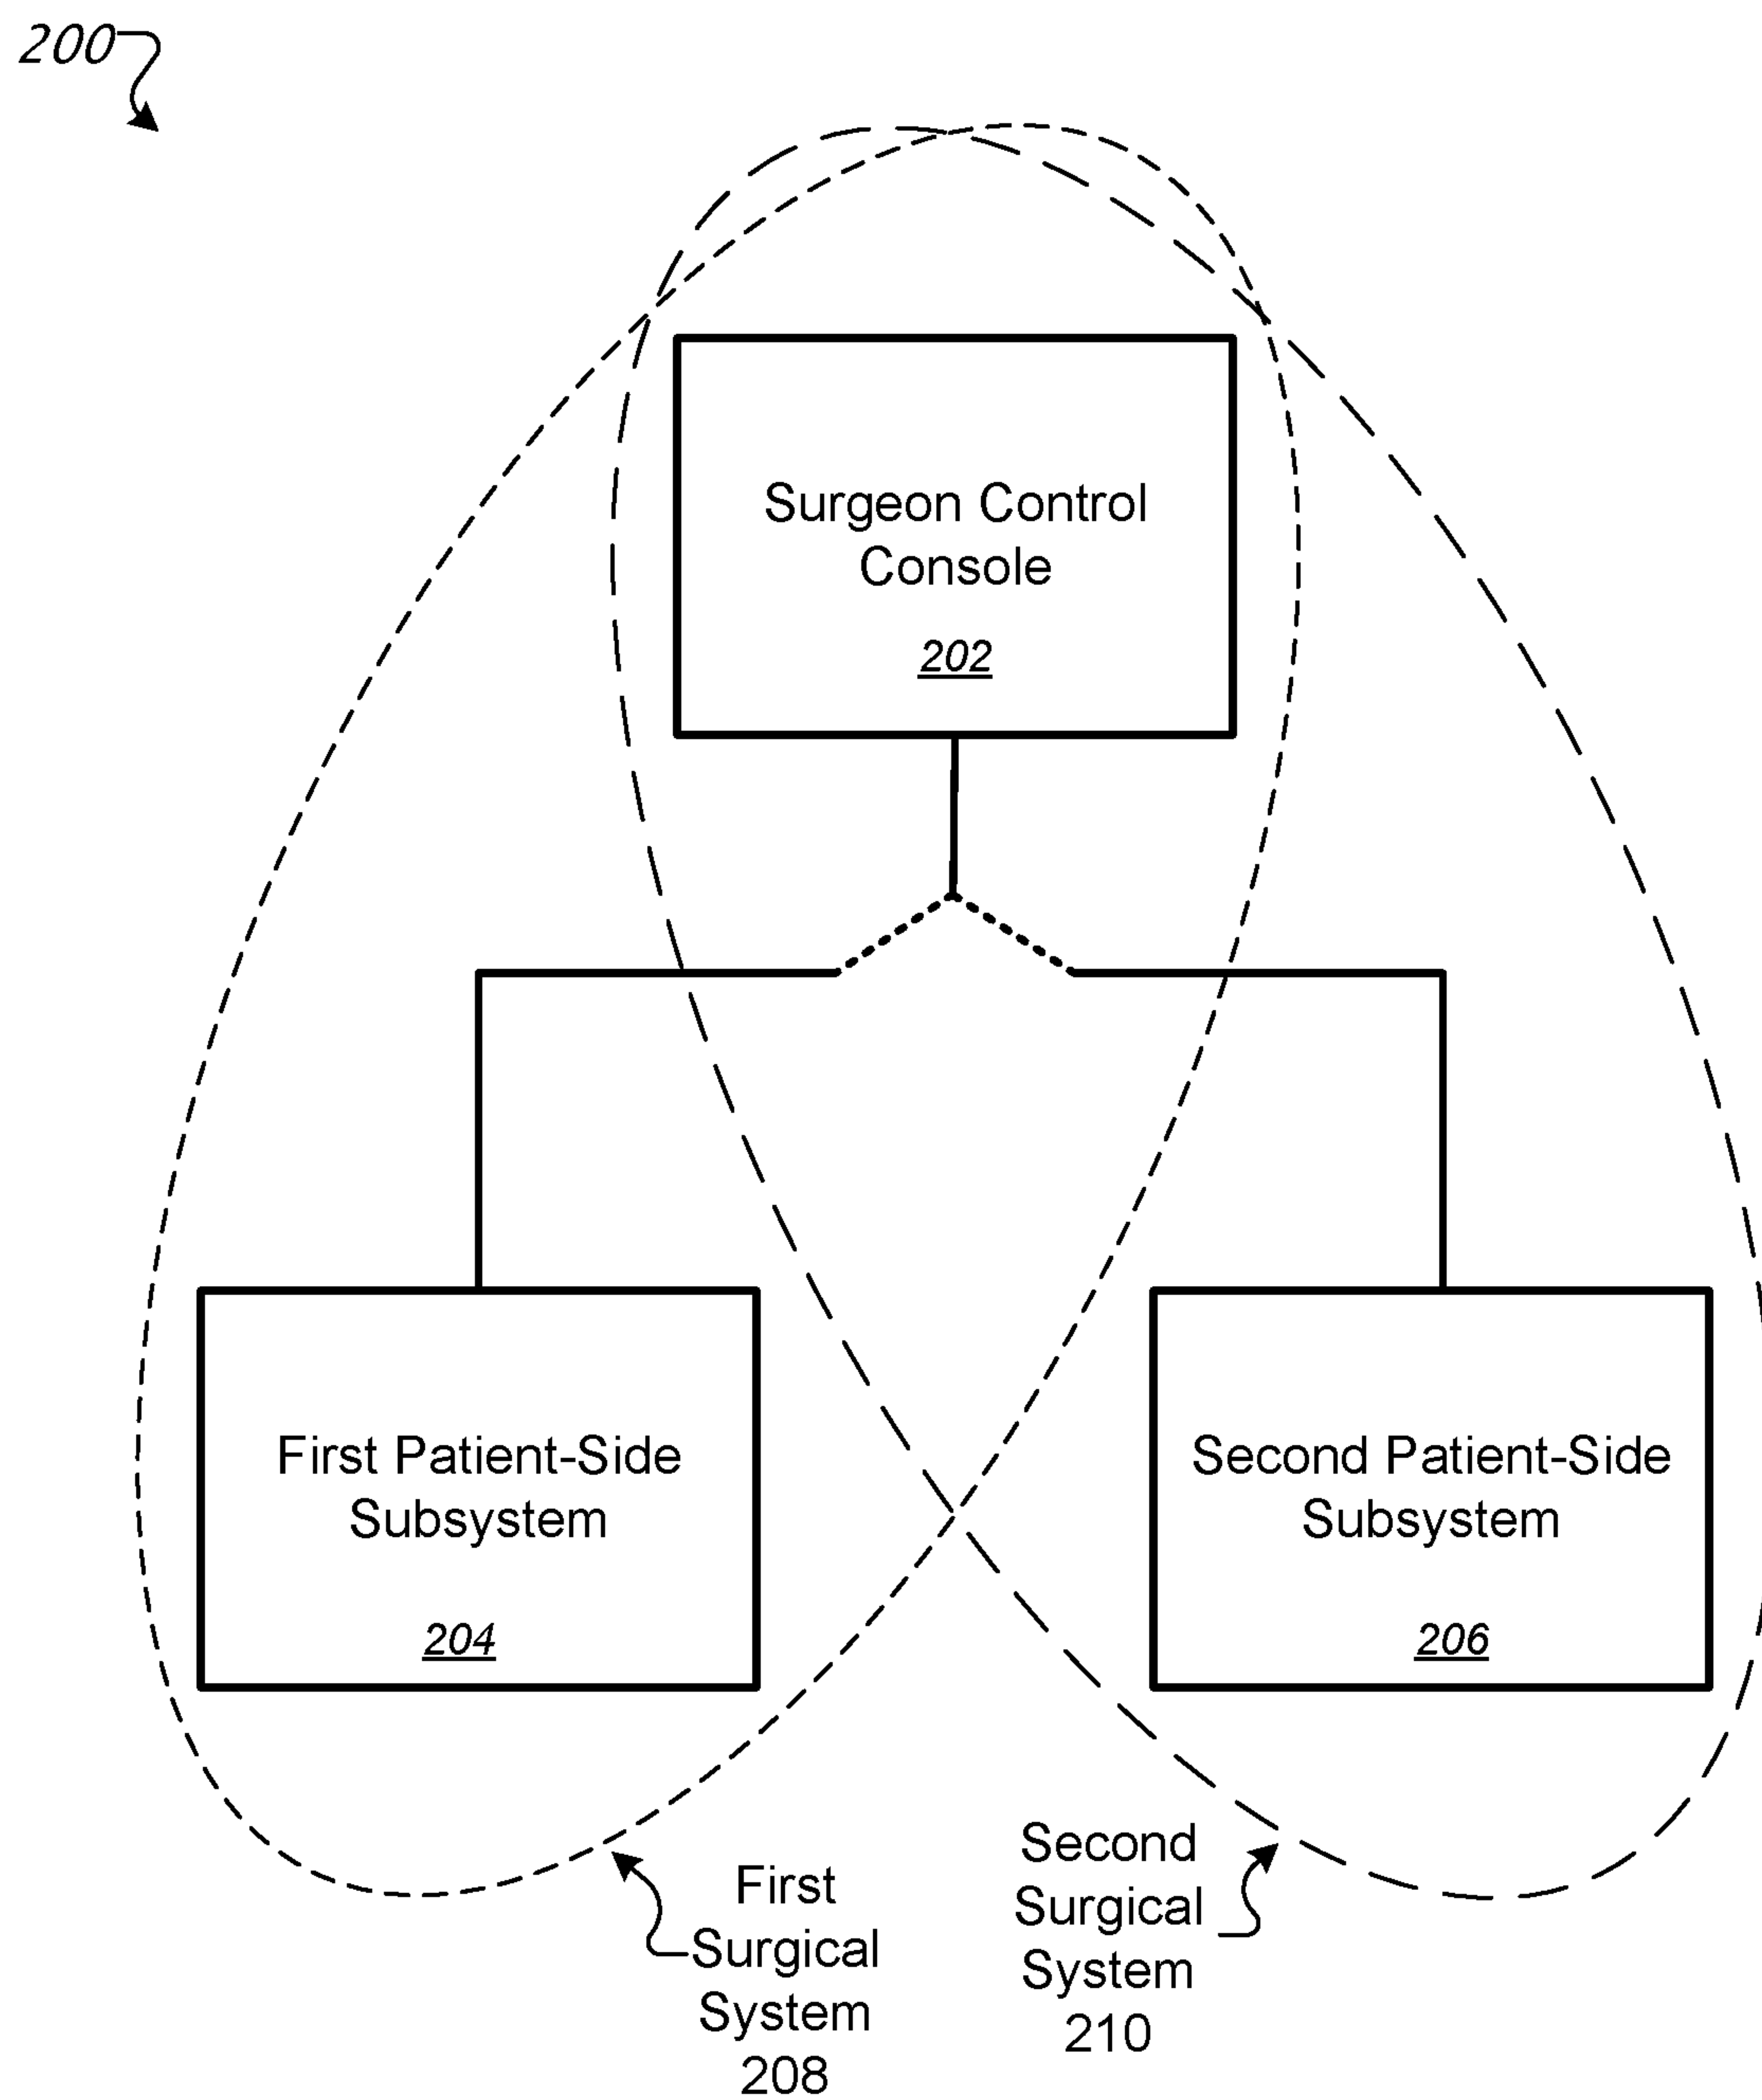 200
Surgeon Control
Console
202
First Patient-Side
Subsystem
204
Second Patient-Side
Subsystem
206
First
Surgical
System
208
Second
Surgical
System
210